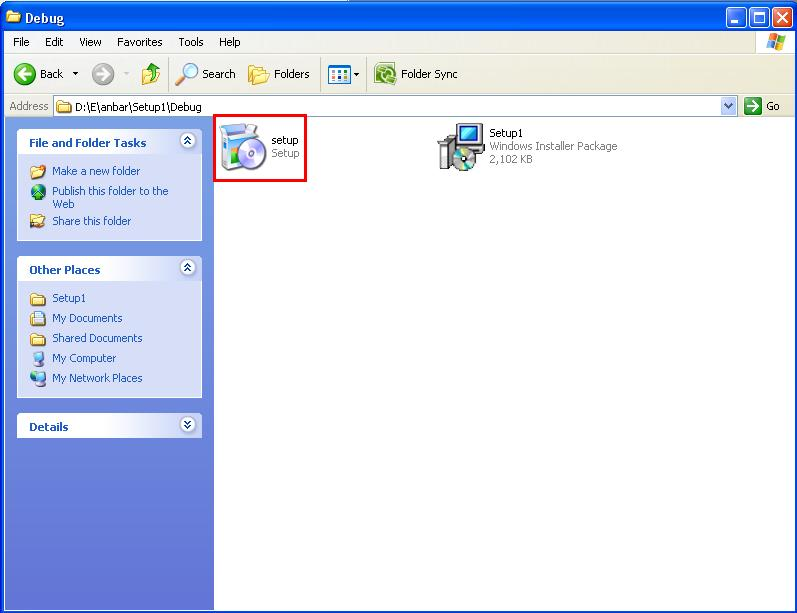 Debug
File Edit View Favorites Tools Help
Back Search Folders Folder Sync
Address D:\E\anbar\Setup1\Debug Go
File and Folder Tasks
Make a new folder
Publish this folder to the
Web
Share this folder
Other Places
Setup1
My Documents
Shared Documents
My Computer
My Network Places
Details
setup
Setup
Setup1
Windows Installer Package
2,102 KB